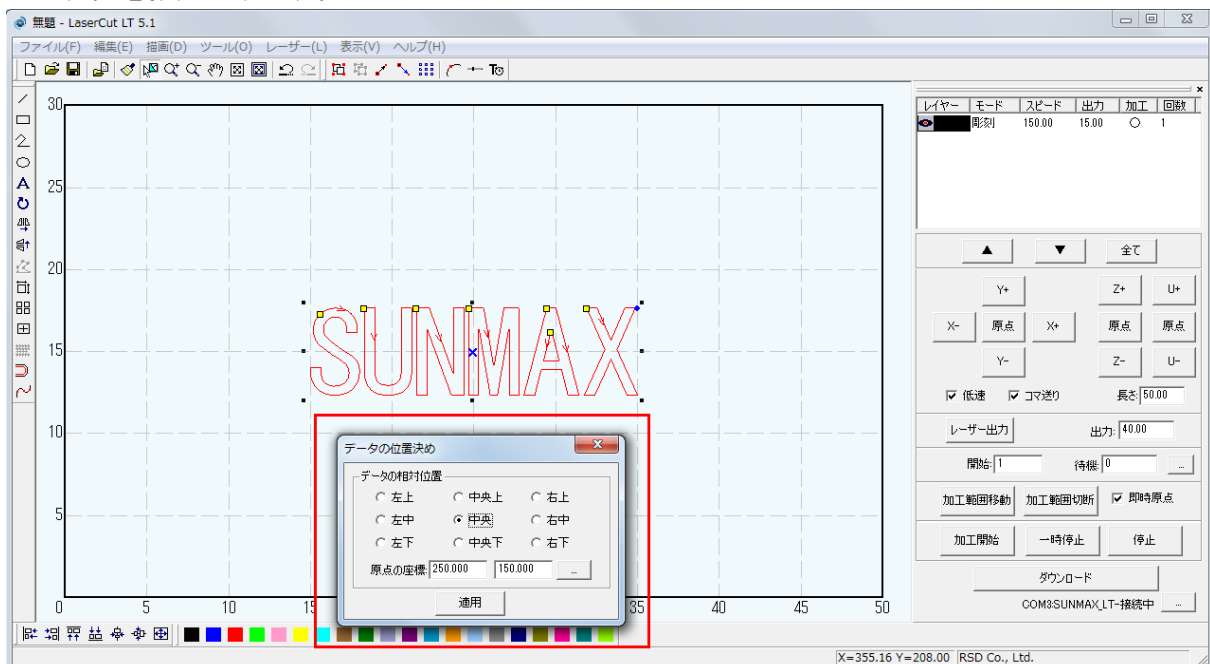 無題 - LaserCut LT 5.1
ファイル(F) 編集(E) 描画(D) ツール(O) レーザー(L) 表示(V) ヘルプ(H)
30
25
20
15
10
5
0 5 10 15 35 40 45 50
SUNMAX
データの位置決め
データの相対位置
左上 中央上 右上
左中 中央 右中
左下 中央下 右下
原点の座標: 250.000 150.000 ...
適用
レイヤー モード スピード 出力 加工 回数
彫刻 150.00 15.00 ○ 1
▲ ▼ 全て
Y+ Z+ U+
X- 原点 X+ 原点 原点
Y- Z- U-
低速 コマ送り 長さ: 50.00
レーザー出力 出力: 40.00
開始: 1 待機: 0 ...
加工範囲移動 加工範囲切断 即時原点
加工開始 一時停止 停止
ダウンロード
COM3:SUNMAX_LT-接続中 ...
X=355.16 Y=208.00 RSD Co., Ltd.